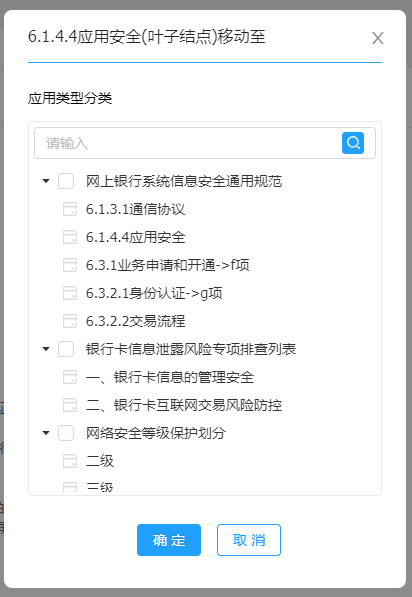 6.1.4.4应用安全(叶子结点)移动至
应用类型分类
请输入
网上银行系统信息安全通用规范
6.1.3.1通信协议
6.1.4.4应用安全
6.3.1业务申请和开通->f项
6.3.2.1身份认证->g项
6.3.2.2交易流程
银行卡信息泄露风险专项排查列表
一、银行卡信息的管理安全
二、银行卡互联网交易风险防控
网络安全等级保护划分
二级
三级
确 定
取 消